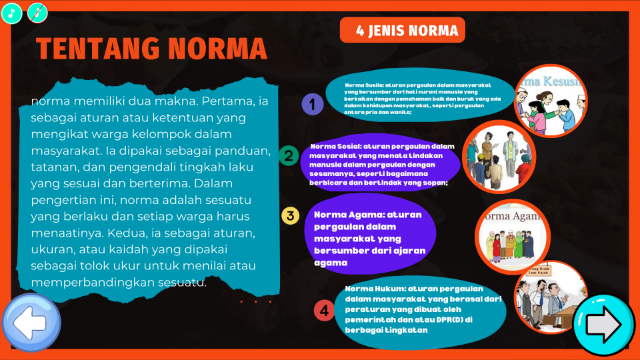 TENTANG NORMA
norma memiliki dua makna. Pertama, ia
sebagai aturan atau ketentuan yang
mengikat warga kelompok dalam
masyarakat. Ia dipakai sebagai panduan,
tatanan, dan pengendali tingkah laku
yang sesuai dan berterima. Dalam
pengertian ini, norma adalah sesuatu
yang berlaku dan setiap warga harus
menaatinya. Kedua, ia sebagai aturan,
ukuran, atau kaidah yang dipakai
sebagai tolok ukur untuk menilai atau
memperbandingkan sesuatu.
4 JENIS NORMA
1
Norma Susila: aturan pergaulan dalam masyarakat
yang bersumber dari hati nurani manusia yang
berkaitan dengan pemahaman baik dan buruk yang ada
dalam kehidupan masyarakat, seperti pergaulan
antara pria dan wanita;
rma Kesusil
2
Norma Sosial: aturan pergaulan dalam
masyarakat yang menata tindakan
manusia dalam pergaulan dengan
sesamanya, seperti bagaimana
berbicara dan bertindak yang sopan;
3
Norma Agama: aturan
pergaulan dalam
masyarakat yang
bersumber dari ajaran
agama
orma Agam
4
Norma Hukum: aturan pergaulan
dalam masyarakat yang berasal dari
peraturan yang dibuat oleh
pemerintah dan atau DPR(D) di
berbagai tingkatan